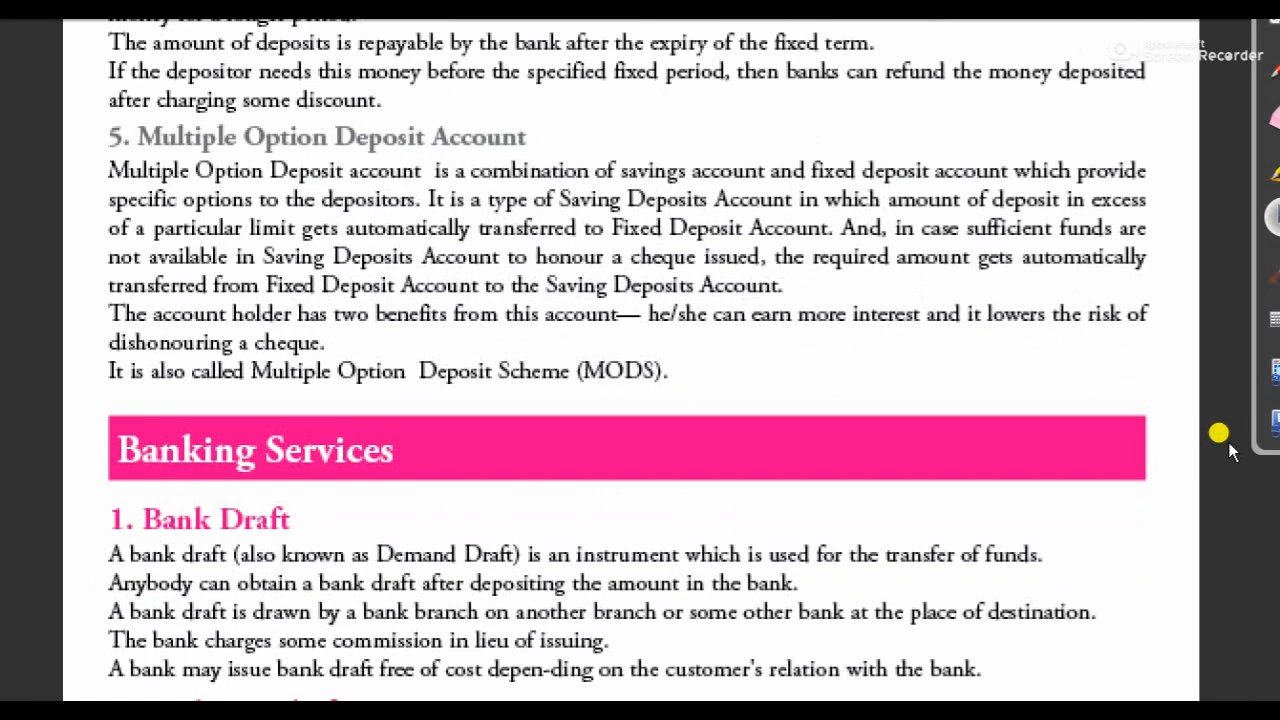 The amount of deposits is repayable by the bank after the expiry of the fixed term.
If the depositor needs this money before the specified fixed period, then banks can refund the money deposited
after charging some discount.
5. Multiple Option Deposit Account
Multiple Option Deposit account is a combination of savings account and fixed deposit account which provide
specific options to the depositors. It is a type of Saving Deposits Account in which amount of deposit in excess
of a particular limit gets automatically transferred to Fixed Deposit Account. And, in case sufficient funds are
not available in Saving Deposits Account to honour a cheque issued, the required amount gets automatically
transferred from Fixed Deposit Account to the Saving Deposits Account.
The account holder has two benefits from this account— he/she can earn more interest and it lowers the risk of
dishonouring a cheque.
It is also called Multiple Option Deposit Scheme (MODS).
Banking Services
1. Bank Draft
A bank draft (also known as Demand Draft) is an instrument which is used for the transfer of funds.
Anybody can obtain a bank draft after depositing the amount in the bank.
A bank draft is drawn by a bank branch on another branch or some other bank at the place of destination.
The bank charges some commission in lieu of issuing.
A bank may issue bank draft free of cost depen-ding on the customer's relation with the bank.
Screen Recorder